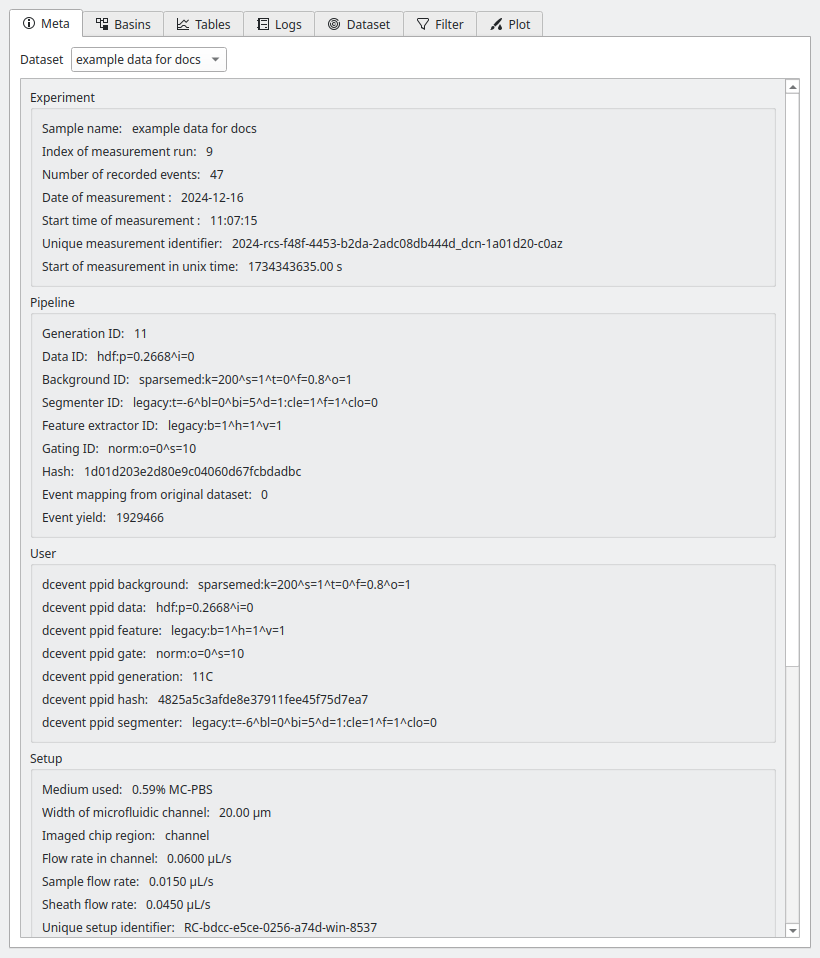 Meta Basins Tables Logs Dataset Filter Plot
Dataset example data for docs
Experiment
Sample name: example data for docs
Index of measurement run: 9
Number of recorded events: 47
Date of measurement : 2024-12-16
Start time of measurement : 11:07:15
Unique measurement identifier: 2024-rcs-f48f-4453-b2da-2adc08db444d_dcn-1a01d20-c0az
Start of measurement in unix time: 1734343635.00 s
Pipeline
Generation ID: 11
Data ID: hdf:p=0.2668^i=0
Background ID: sparsemed:k=200^s=1^t=0^f=0.8^o=1
Segmenter ID: legacy:t=-6^bl=0^bi=5^d=1:cle=1^f=1^clo=0
Feature extractor ID: legacy:b=1^h=1^v=1
Gating ID: norm:o=0^s=10
Hash: 1d01d203e2d80e9c04060d67fcbdadbc
Event mapping from original dataset: 0
Event yield: 1929466
User
dcevent ppid background: sparsemed:k=200^s=1^t=0^f=0.8^o=1
dcevent ppid data: hdf:p=0.2668^i=0
dcevent ppid feature: legacy:b=1^h=1^v=1
dcevent ppid gate: norm:o=0^s=10
dcevent ppid generation: 11C
dcevent ppid hash: 4825a5c3afde8e37911fee45f75d7ea7
dcevent ppid segmenter: legacy:t=-6^bl=0^bi=5^d=1:cle=1^f=1^clo=0
Setup
Medium used: 0.59% MC-PBS
Width of microfluidic channel: 20.00 µm
Imaged chip region: channel
Flow rate in channel: 0.0600 µL/s
Sample flow rate: 0.0150 µL/s
Sheath flow rate: 0.0450 µL/s
Unique setup identifier: RC-bdcc-e5ce-0256-a74d-win-8537